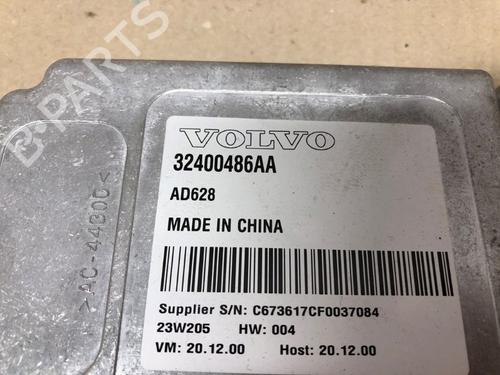 B-PARTS
VOLVO
32400486AA
AD628
MADE IN CHINA
>AC-44300<
Supplier S/N: C673617CF0037084
23W205 HW: 004
VM: 20.12.00 Host: 20.12.00